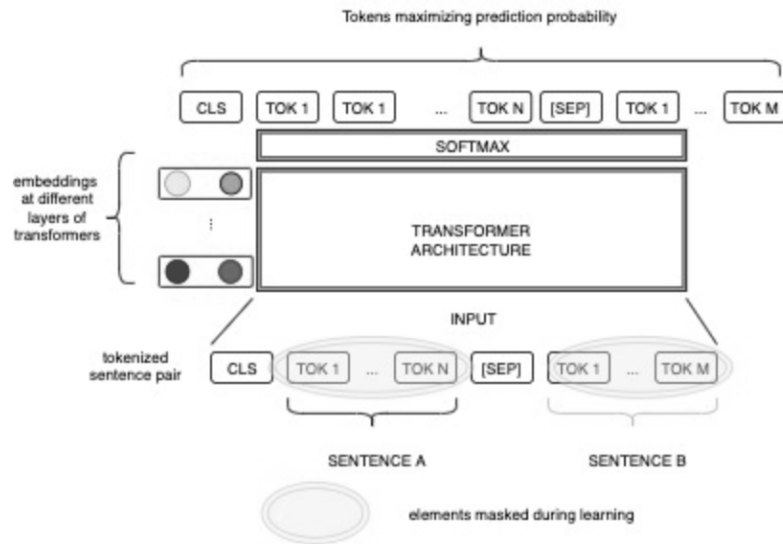 Tokens maximizing prediction probability
CLS TOK 1 TOK 1 ... TOK N [SEP] TOK 1 ... TOK M
SOFTMAX
embeddings
at different
layers of
transformers
...
TRANSFORMER
ARCHITECTURE
INPUT
tokenized
sentence pair
CLS TOK 1 ... TOK N [SEP] TOK 1 ... TOK M
SENTENCE A SENTENCE B
elements masked during learning